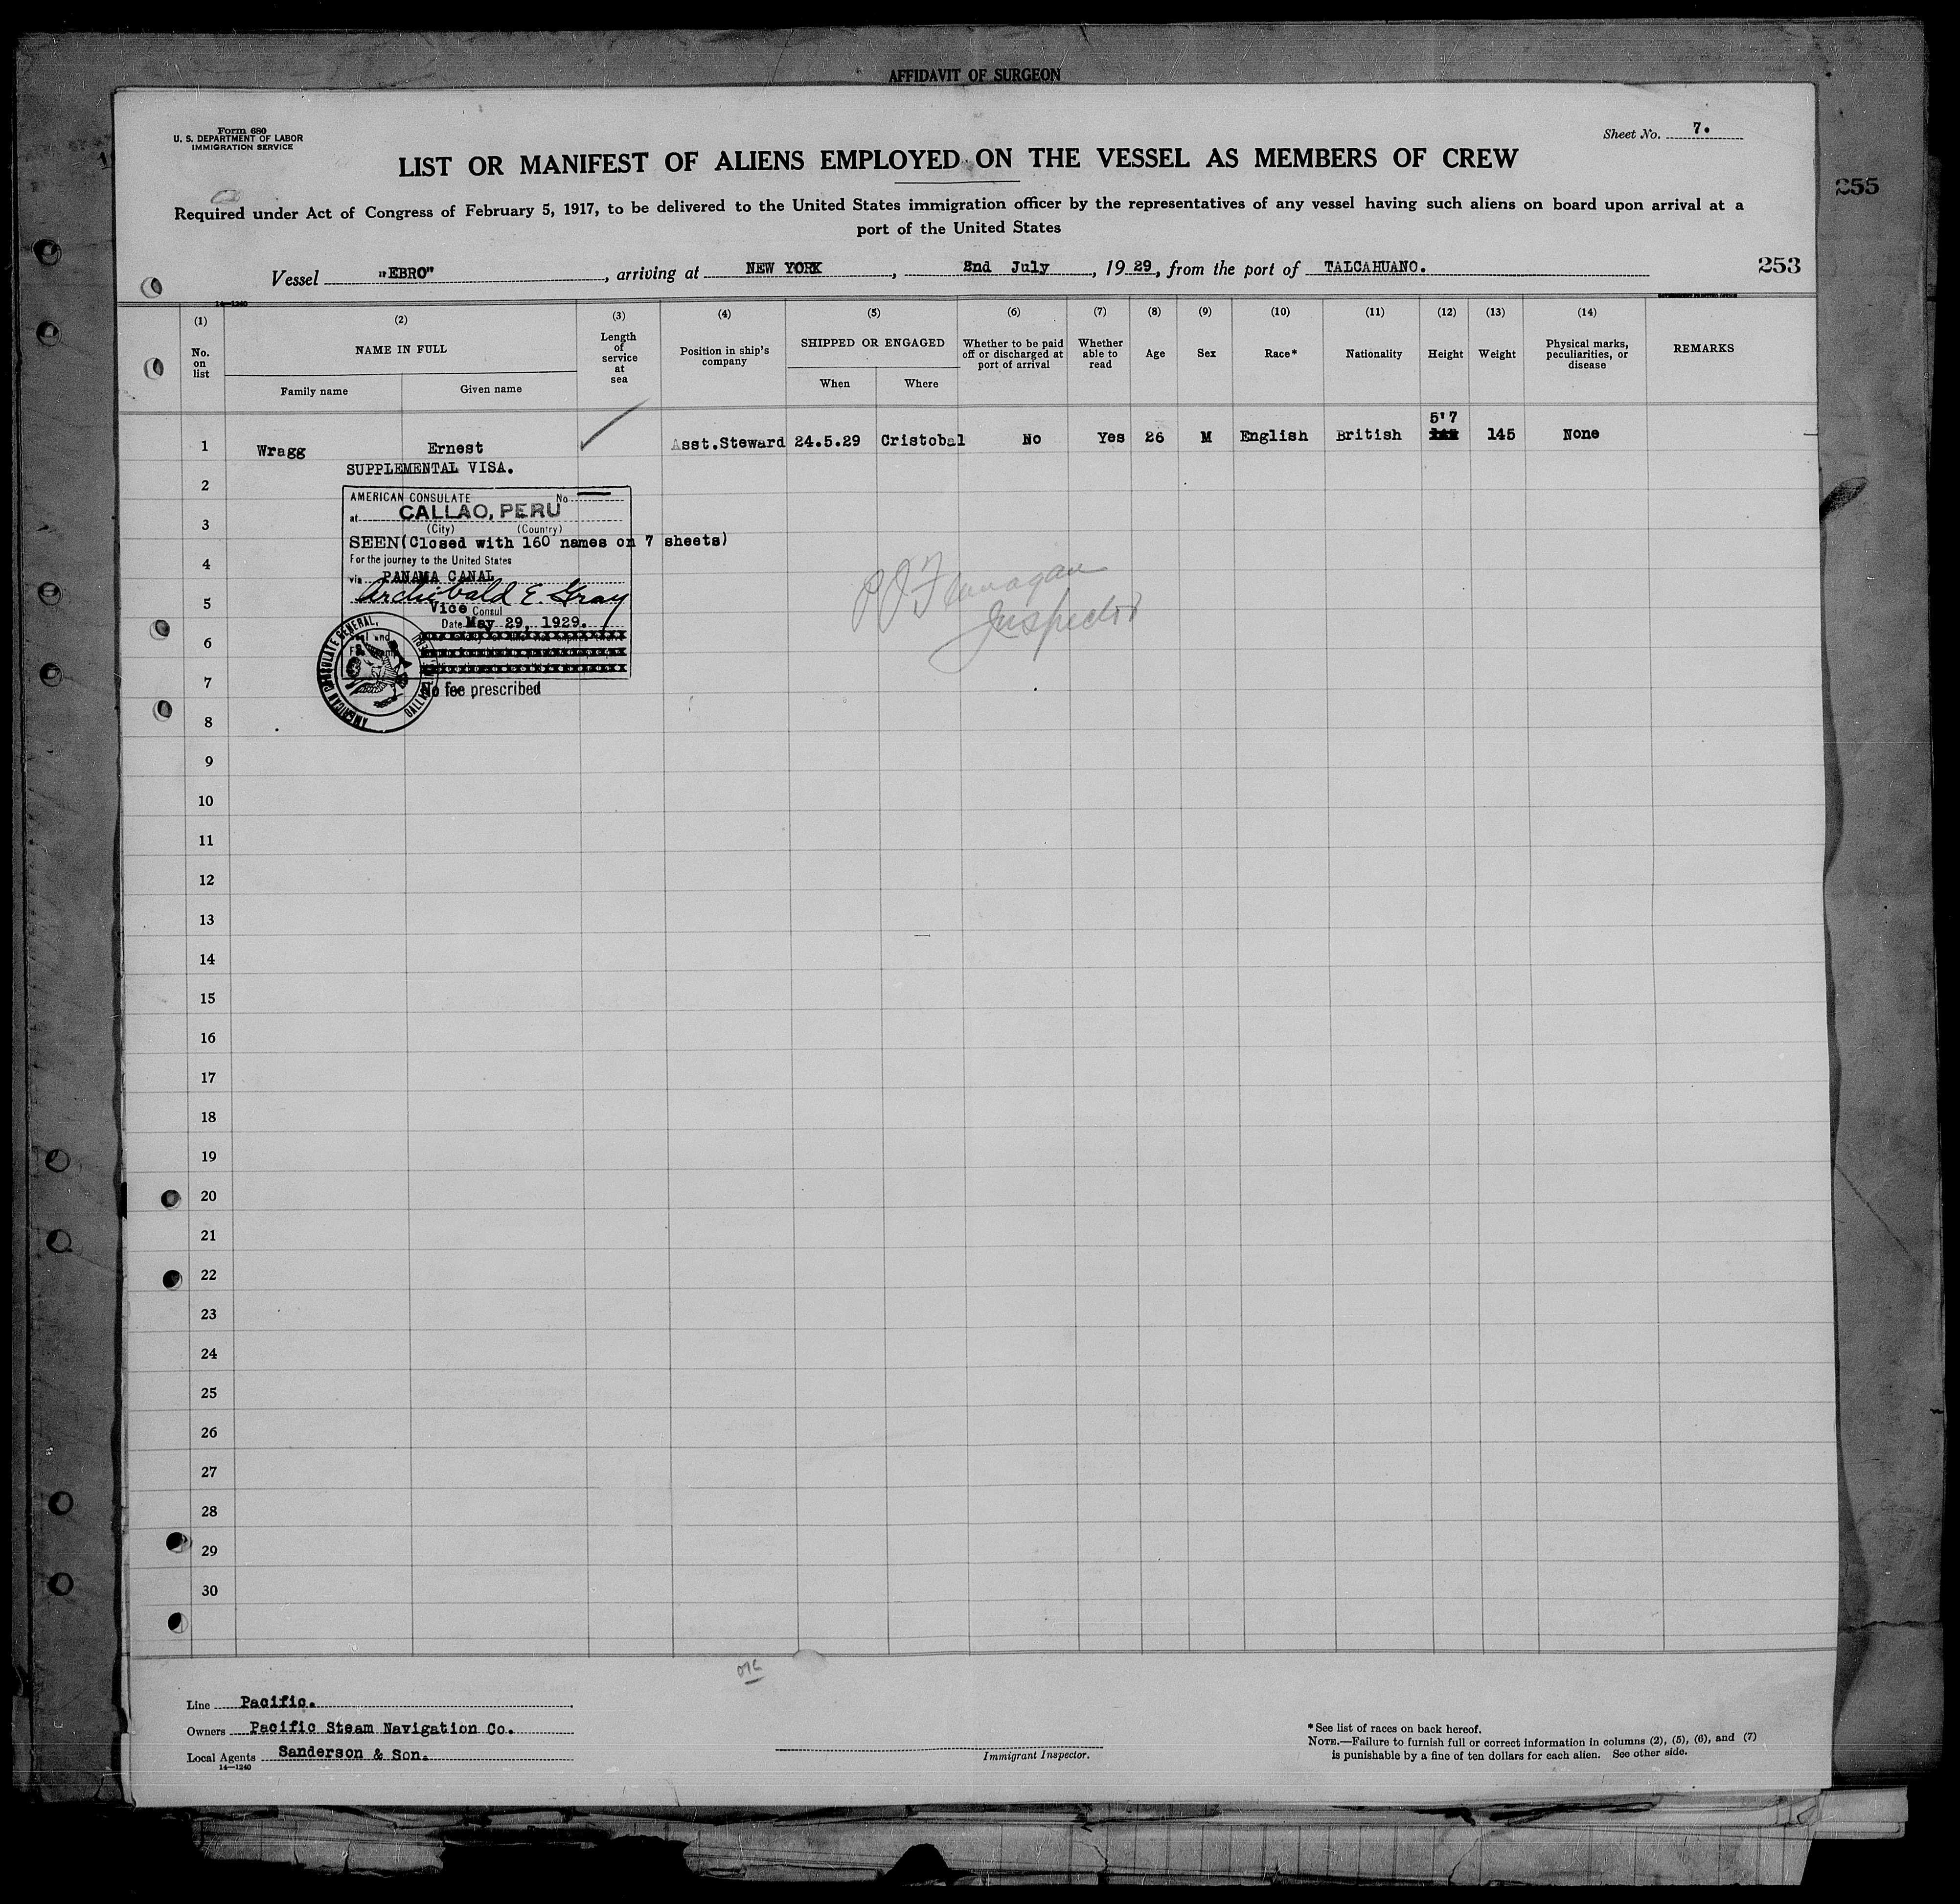 AFFIDAVIT OF SURGEON
Form 680
U. S. DEPARTMENT OF LABOR
IMMIGRATION SERVICE
Sheet No. 7.
LIST OR MANIFEST OF ALIENS EMPLOYED ON THE VESSEL AS MEMBERS OF CREW
255
Required under Act of Congress of February 5, 1917, to be delivered to the United States immigration officer by the representatives of any vessel having such aliens on board upon arrival at a
port of the United States
Vessel "EBRO", arriving at NEW YORK, 2nd July, 1929, from the port of TALCAHUANO.
253
14—1240
(1) (2) (3) (4) (5) (6) (7) (8) (9) (10) (11) (12) (13) (14)
No. on list
NAME IN FULL
Family name
Given name
Length of service at sea
Position in ship's company
SHIPPED OR ENGAGED
When
Where
Whether to be paid off or discharged at port of arrival
Whether able to read
Age
Sex
Race*
Nationality
Height
Weight
Physical marks, peculiarities, or disease
REMARKS
1 Wragg Ernest Asst.Steward 24.5.29 Cristobal No Yes 26 M English British 5'7 145 None
SUPPLEMENTAL VISA.
2
AMERICAN CONSULATE No.
at CALLAO, PERU
3
(City) (Country)
SEEN(Closed with 160 names on 7 sheets)
4
For the journey to the United States
via PANAMA CANAL
Archibald E. Gray
5
Vice Consul
Date May 29, 1929.
P J Flanagan
Inspector
6
AMERICAN CONSULATE GENERAL,
7
No fee prescribed
8
9
10
11
12
13
14
15
16
17
18
19
20
21
22
23
24
25
26
27
28
29
30
Line Pacific.
Owners Pacific Steam Navigation Co.
Local Agents Sanderson & Son.
14—1240
Immigrant Inspector.
*See list of races on back hereof.
NOTE.—Failure to furnish full or correct information in columns (2), (5), (6), and (7)
is punishable by a fine of ten dollars for each alien. See other side.